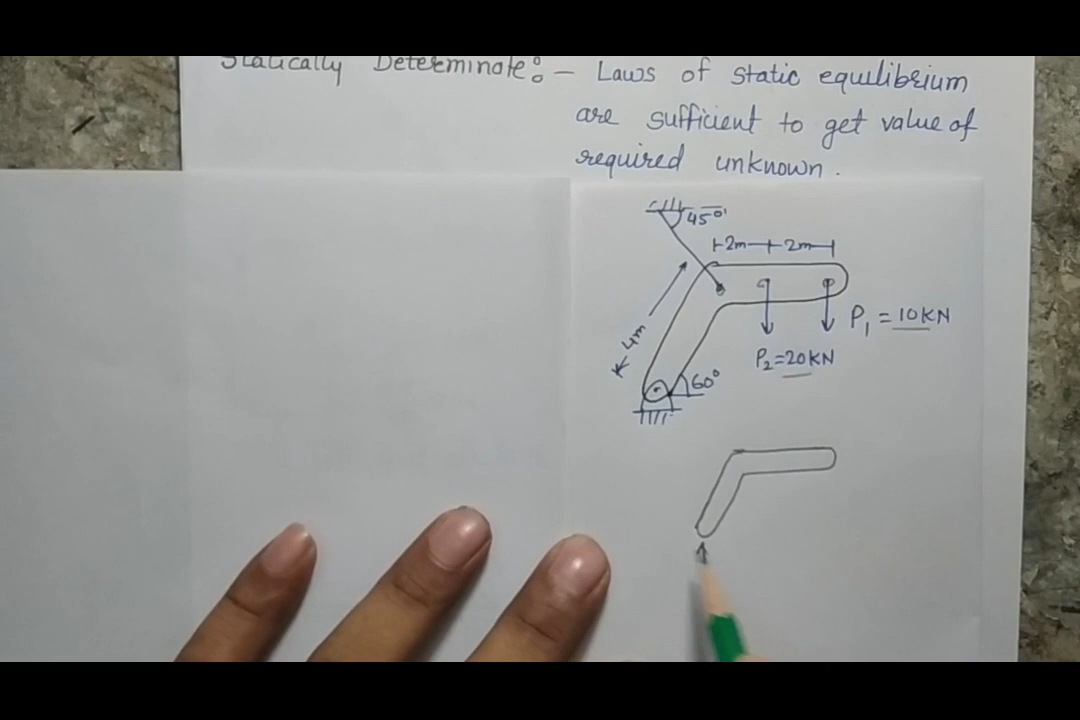 Statically Determinate:- Laws of static equilibrium
are sufficient to get value of
required unknown.
45°
2m 2m
4m
P₁ = 10KN
P₂=20KN
60°